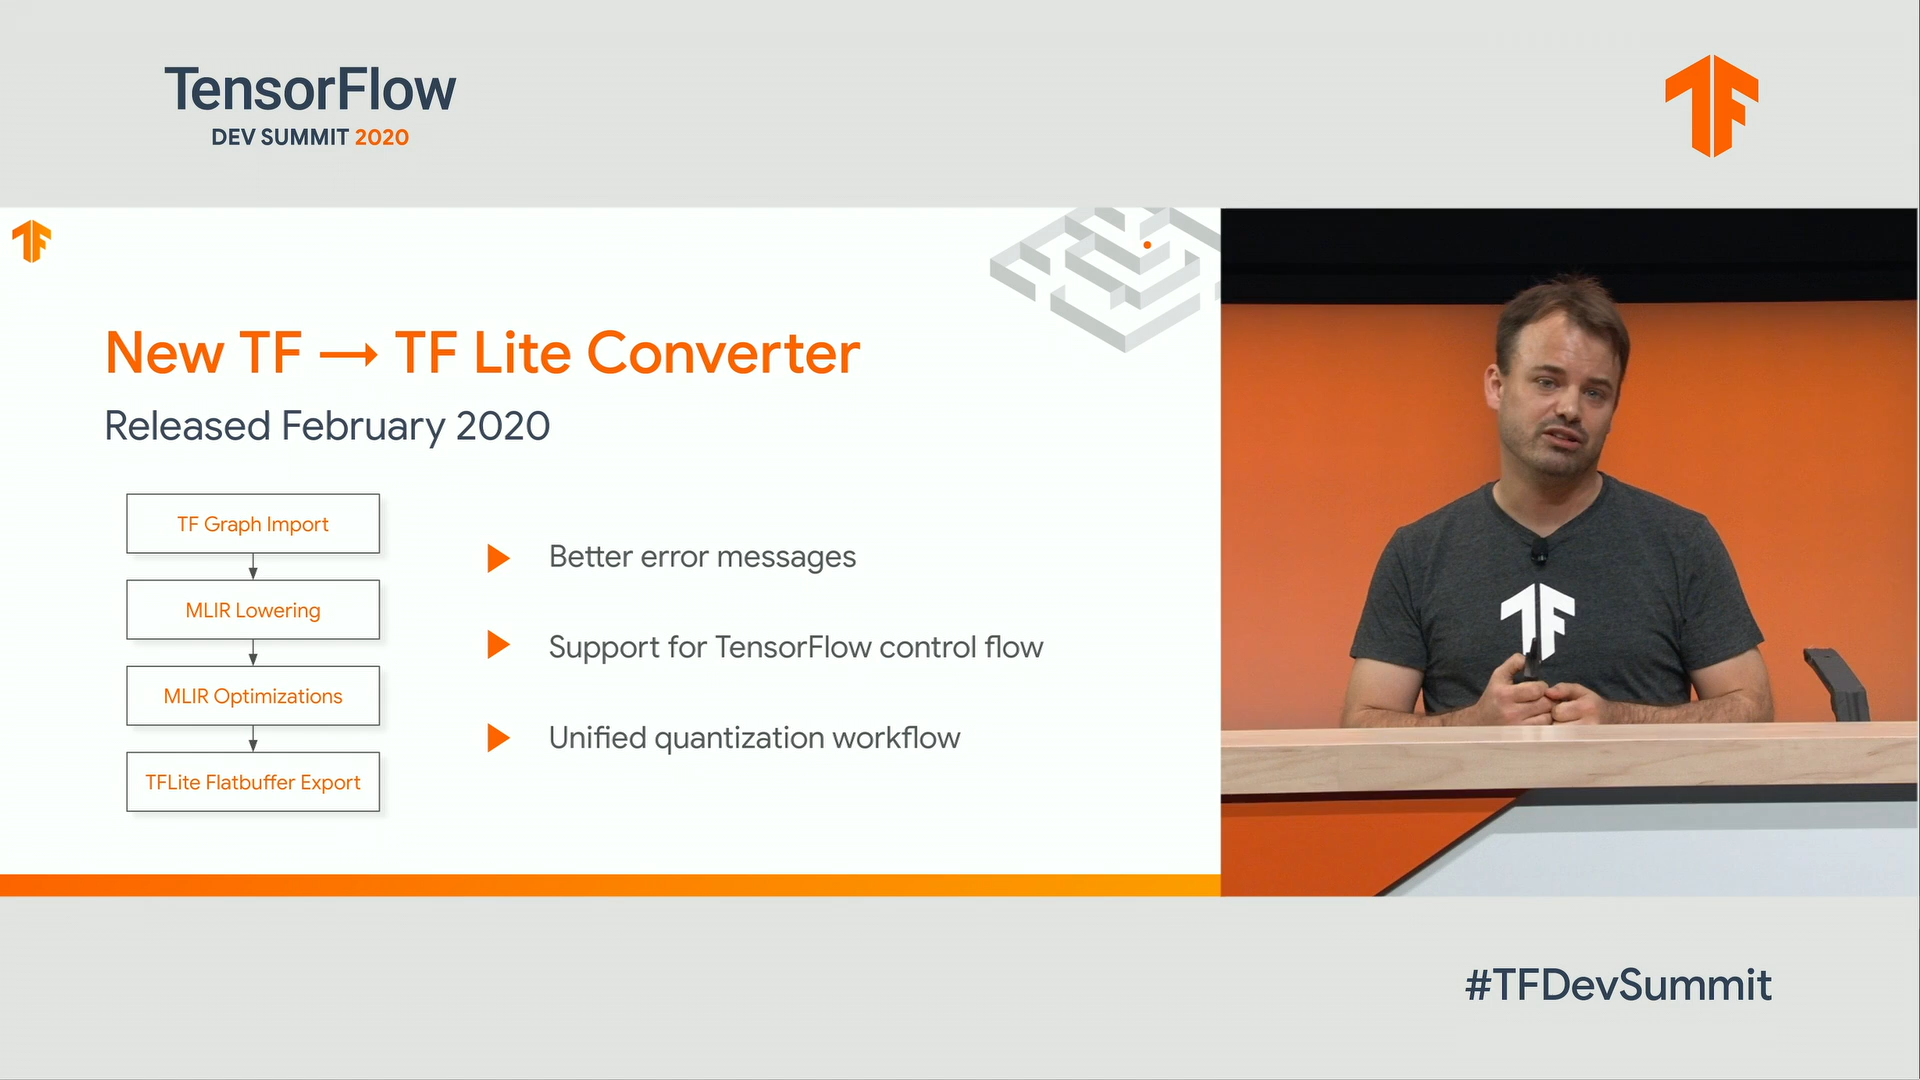 TensorFlow
DEV SUMMIT 2020
New TF → TF Lite Converter
Released February 2020
TF Graph Import
MLIR Lowering
MLIR Optimizations
TFLite Flatbuffer Export
Better error messages
Support for TensorFlow control flow
Unified quantization workflow
#TFDevSummit